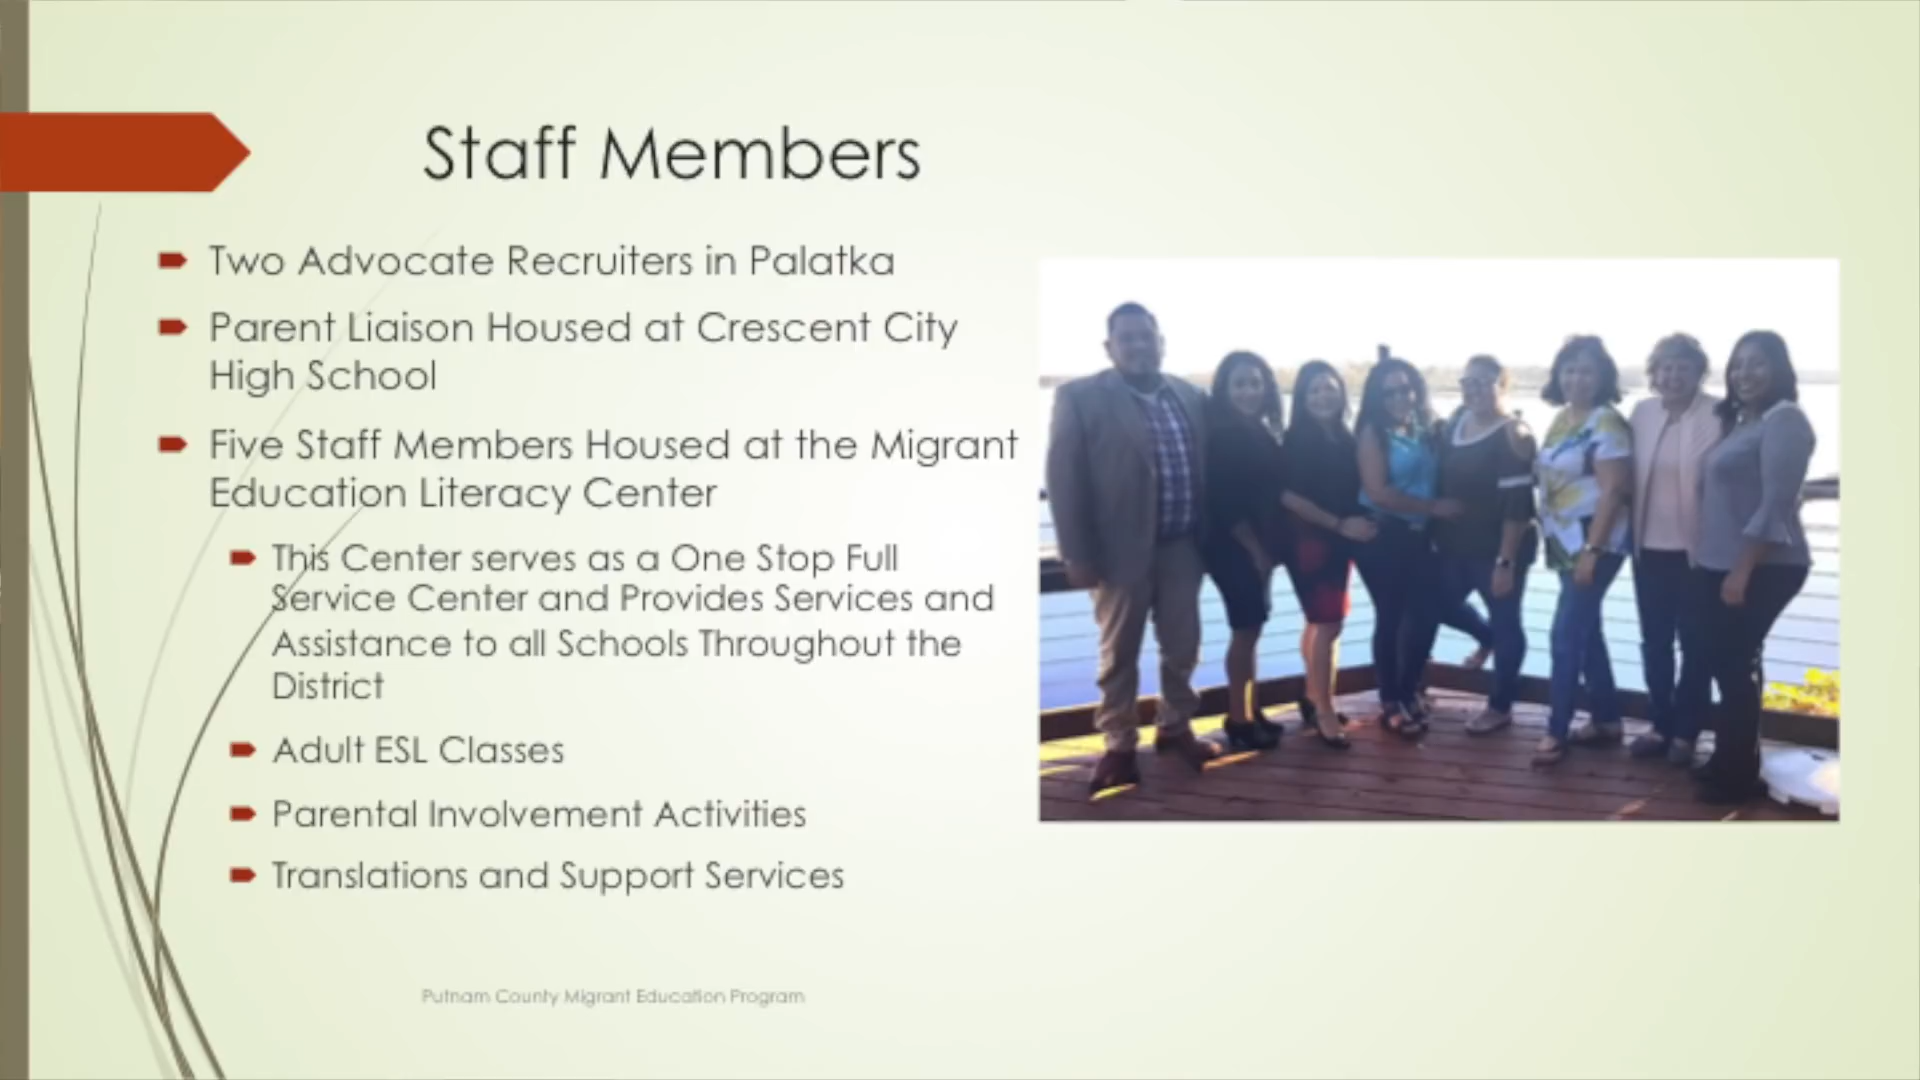 Staff Members
Two Advocate Recruiters in Palatka
Parent Liaison Housed at Crescent City
High School
Five Staff Members Housed at the Migrant
Education Literacy Center
This Center serves as a One Stop Full
Service Center and Provides Services and
Assistance to all Schools Throughout the
District
Adult ESL Classes
Parental Involvement Activities
Translations and Support Services
Putnam County Migrant Education Program